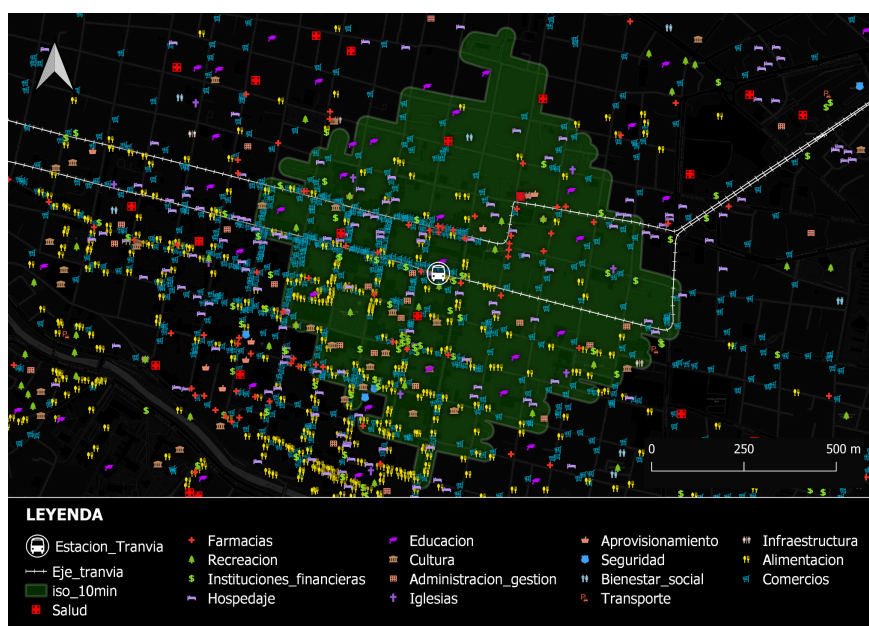 0 250 500 m
LEYENDA
Estacion_Tranvia
Eje_tranvia
iso_10min
Salud
Farmacias
Recreacion
Instituciones_financieras
Hospedaje
Educacion
Cultura
Administracion_gestion
Iglesias
Aprovisionamiento
Seguridad
Bienestar_social
Transporte
Infraestructura
Alimentacion
Comercios